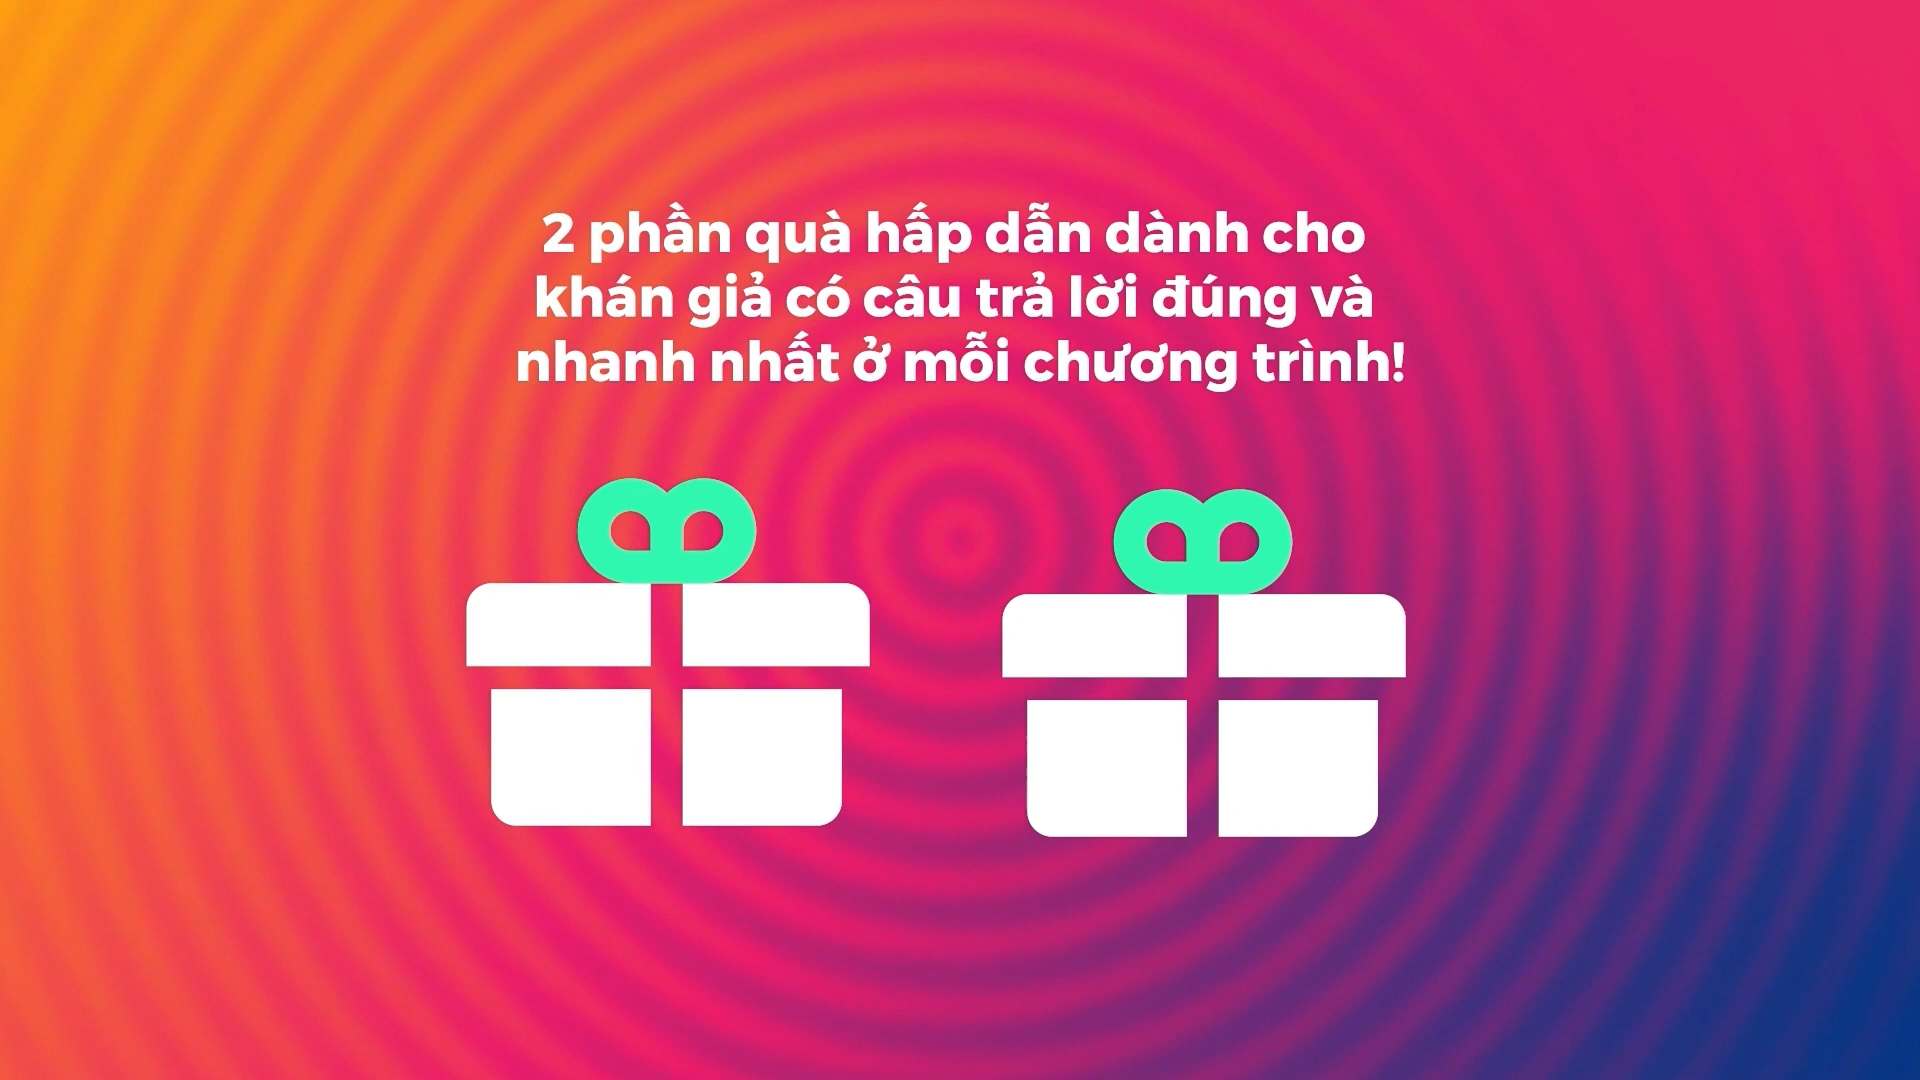 2 phần quà hấp dẫn dành cho
khán giả có câu trả lời đúng và
nhanh nhất ở mỗi chương trình!